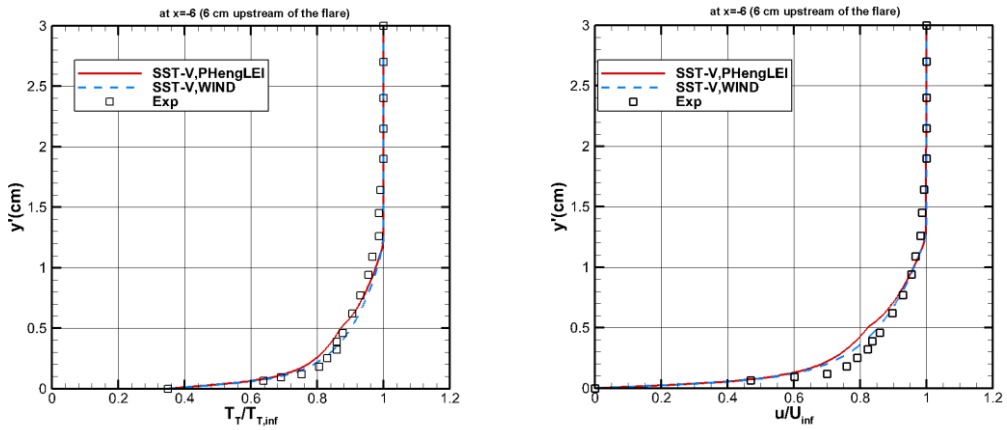 at x=-6 (6 cm upstream of the flare)
3
2.5
2
1.5
1
0.5
0
y'(cm)
SST-V,PHengLEI
SST-V,WIND
Exp
0 0.2 0.4 0.6 0.8 1 1.2
T_T/T_T,inf
at x=-6 (6 cm upstream of the flare)
3
2.5
2
1.5
1
0.5
0
y'(cm)
SST-V,PHengLEI
SST-V,WIND
Exp
0 0.2 0.4 0.6 0.8 1 1.2
u/U_inf